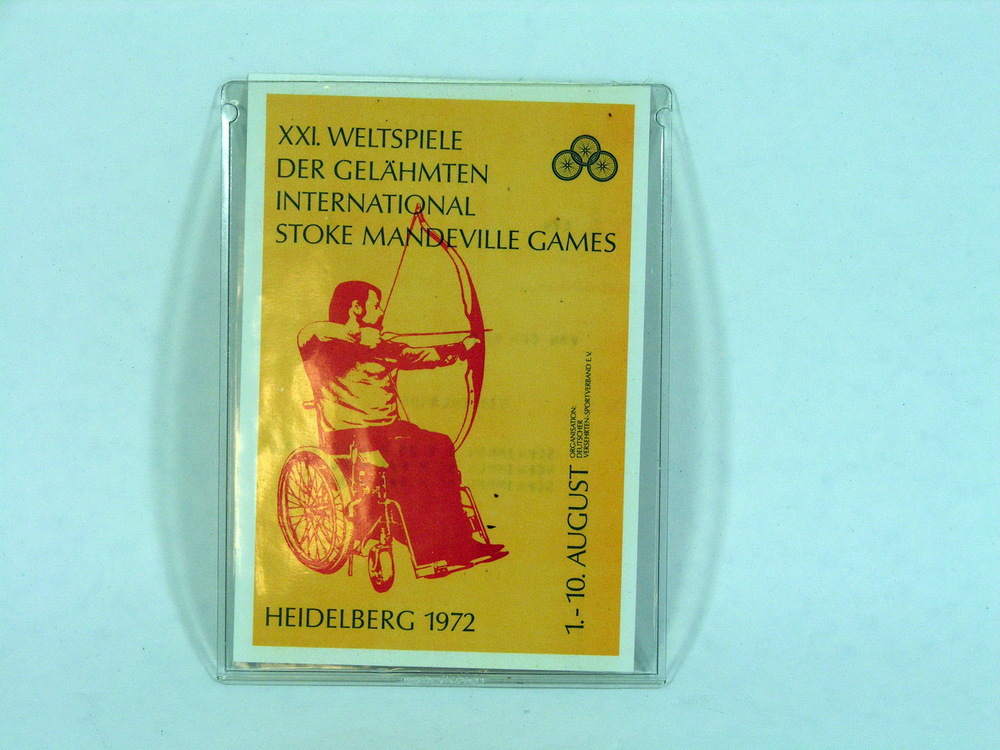 XXI. WELTSPIELE
DER GELÄHMTEN
INTERNATIONAL
STOKE MANDEVILLE GAMES
HEIDELBERG 1972
1.-10. AUGUST
ORGANISATION:
DEUTSCHER
VERSEHRTEN-SPORTVERBAND E.V.